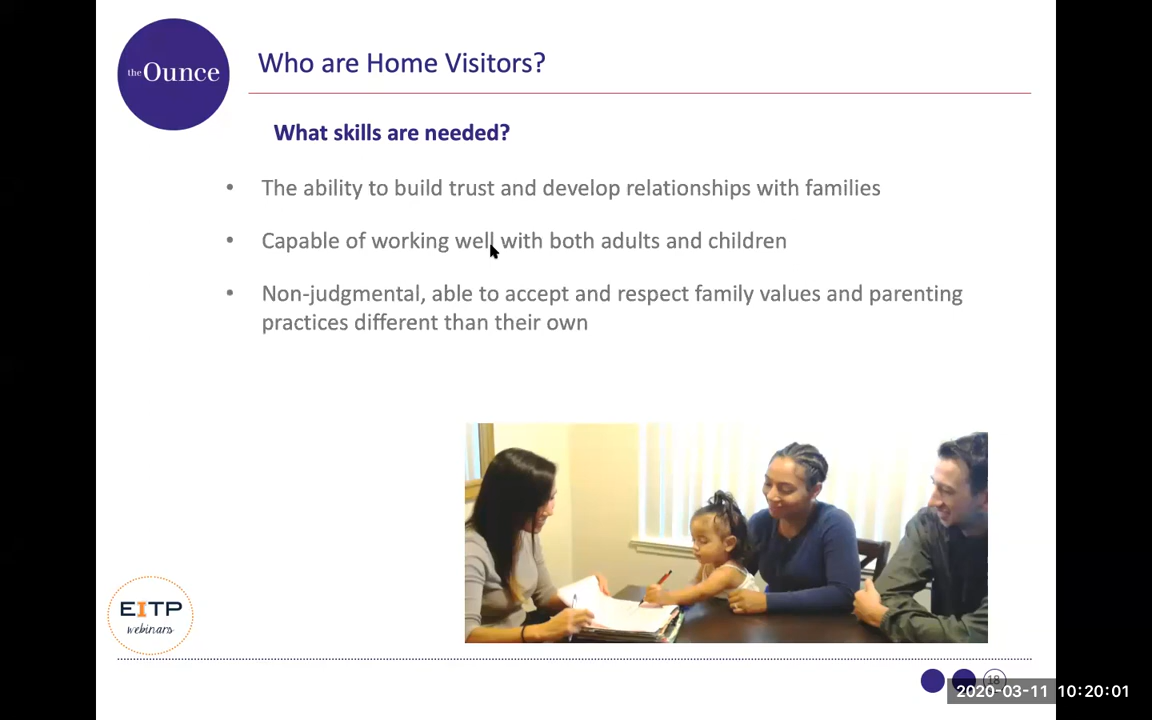 the Ounce
Who are Home Visitors?
What skills are needed?
• The ability to build trust and develop relationships with families
• Capable of working well with both adults and children
• Non-judgmental, able to accept and respect family values and parenting
practices different than their own
EITP
webinars
18
2020-03-11 10:20:01